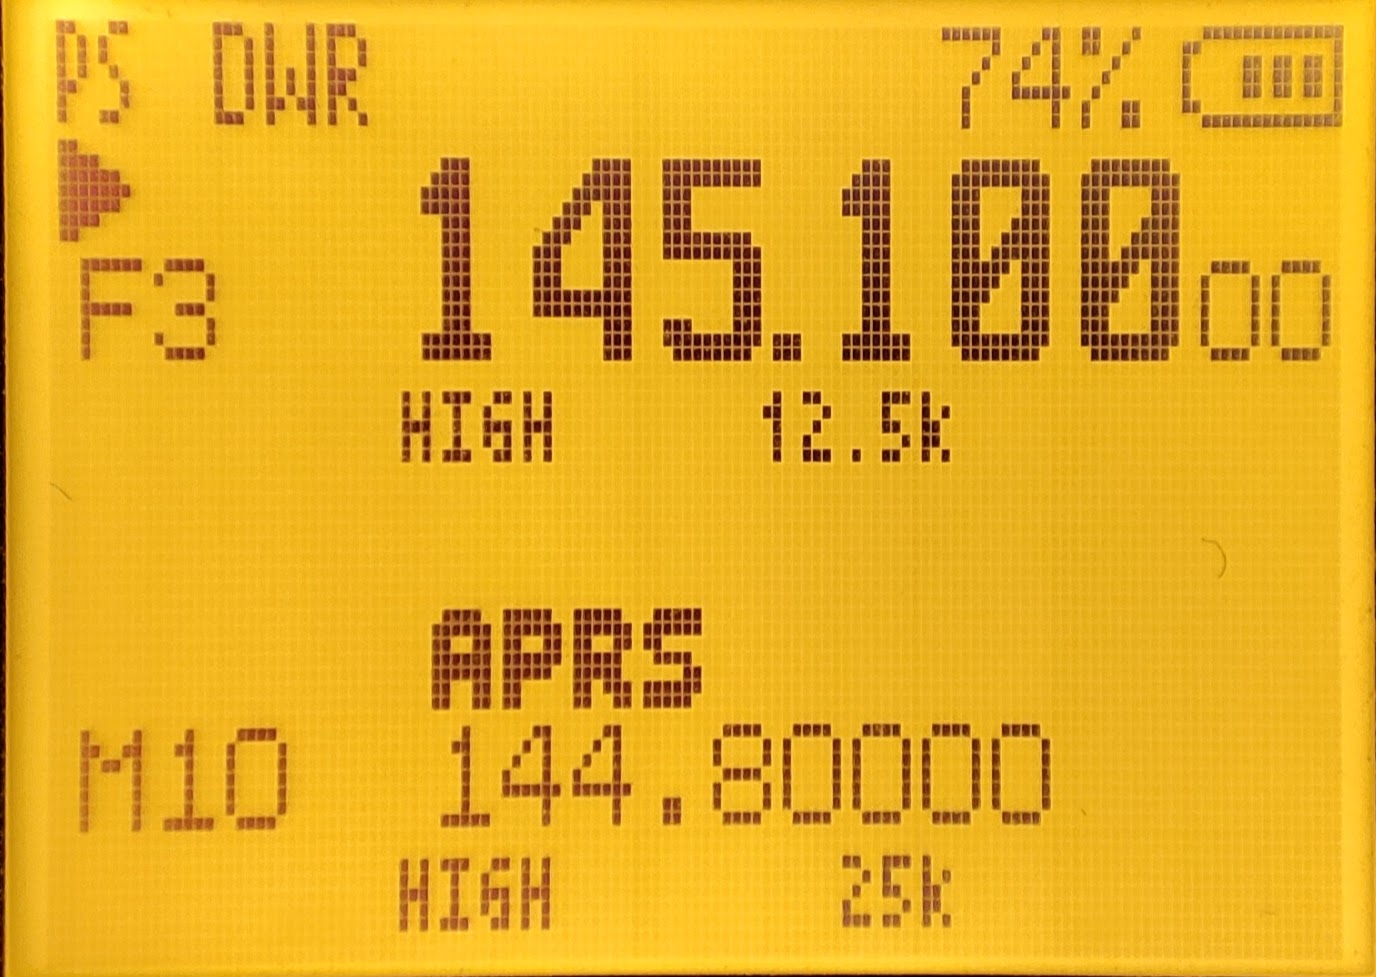 PS DWR 74%
F3 145.10000
HIGH 12.5k
APRS
M10 144.80000
HIGH 25k